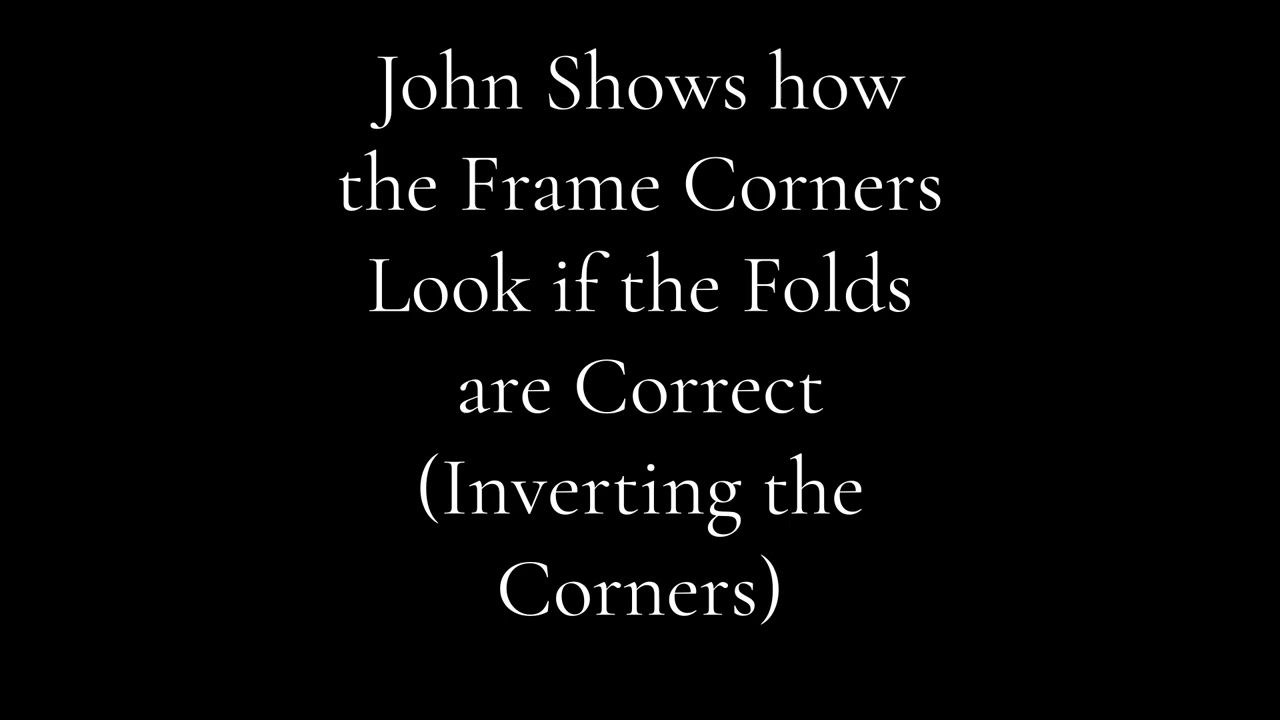 John Shows how
the Frame Corners
Look if the Folds
are Correct
(Inverting the
Corners)